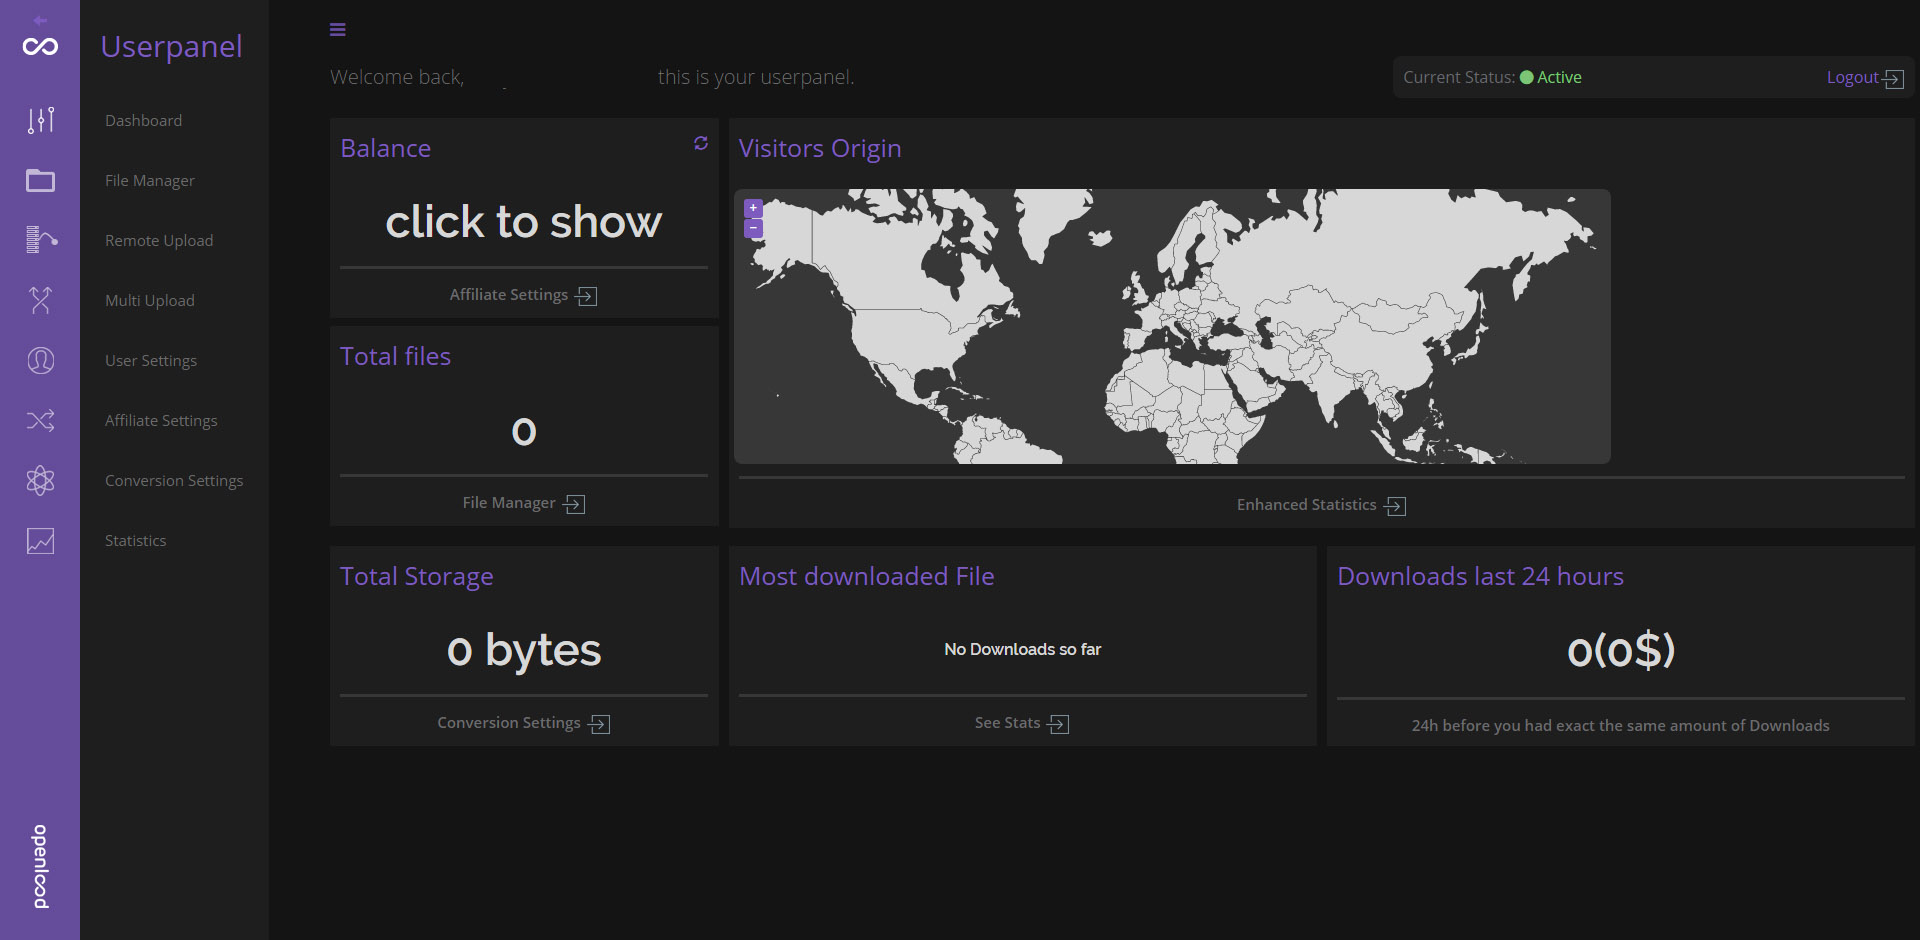 Userpanel
Dashboard
File Manager
Remote Upload
Multi Upload
User Settings
Affiliate Settings
Conversion Settings
Statistics
openload
Welcome back,
this is your userpanel.
Current Status: Active
Logout
Balance
click to show
Affiliate Settings
Visitors Origin
+
−
Enhanced Statistics
Total files
0
File Manager
Total Storage
0 bytes
Conversion Settings
Most downloaded File
No Downloads so far
See Stats
Downloads last 24 hours
0(0$)
24h before you had exact the same amount of Downloads